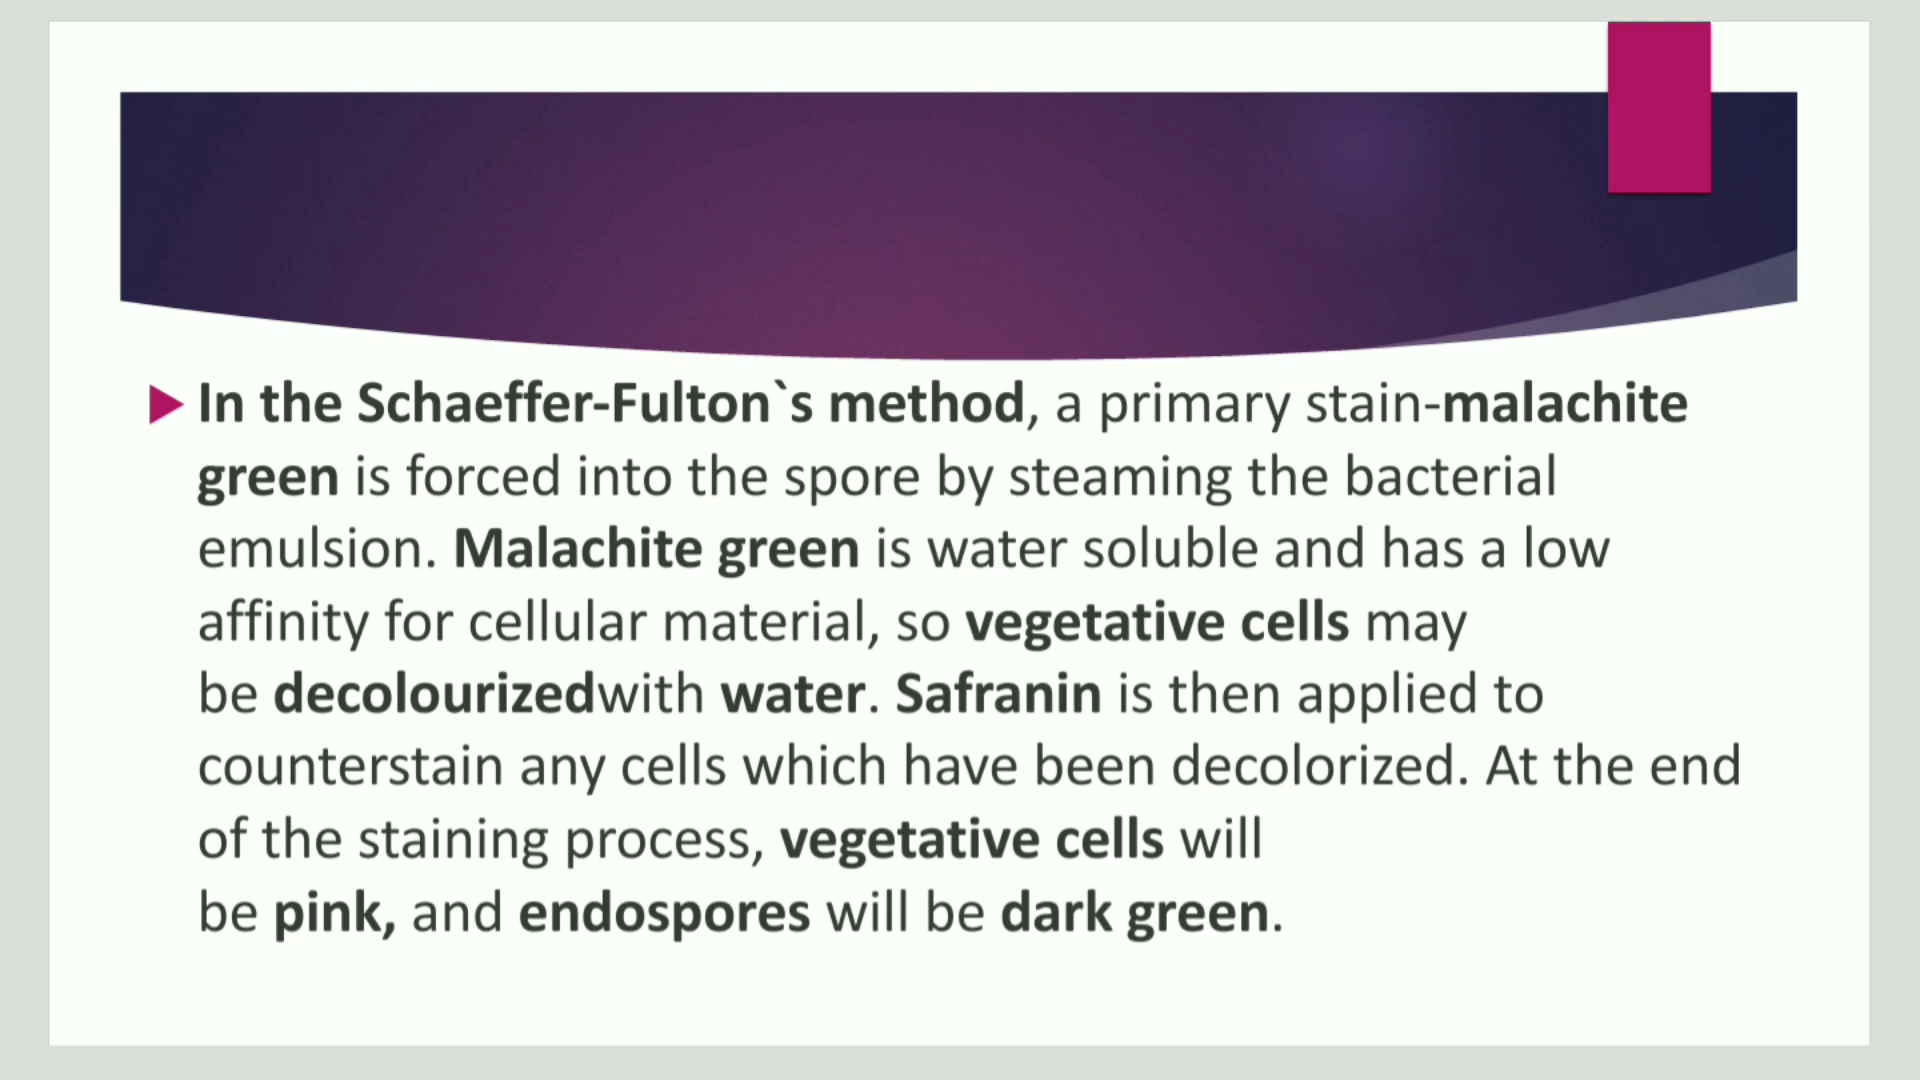 In the Schaeffer-Fulton`s method, a primary stain-malachite
green is forced into the spore by steaming the bacterial
emulsion. Malachite green is water soluble and has a low
affinity for cellular material, so vegetative cells may
be decolourizedwith water. Safranin is then applied to
counterstain any cells which have been decolorized. At the end
of the staining process, vegetative cells will
be pink, and endospores will be dark green.